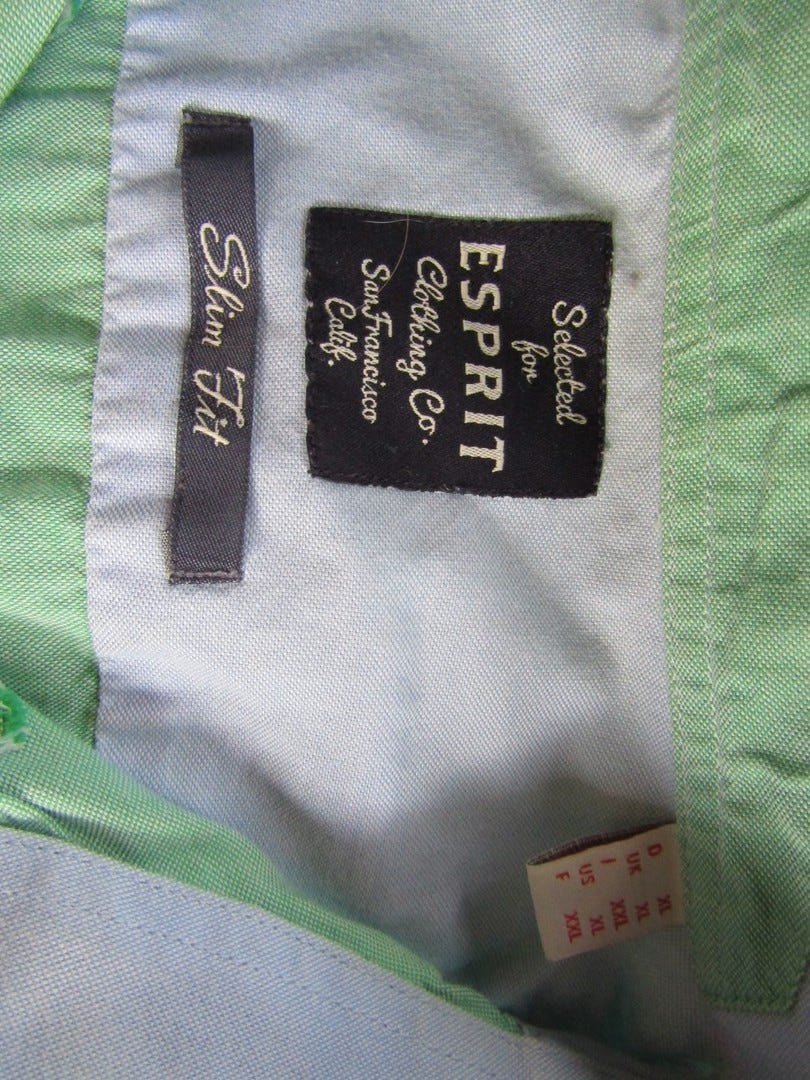 Selected
for
ESPRIT
Clothing Co.
San Francisco
Calif.
Slim Fit
D XL
UK XL
I XXL
US XL
F XXL